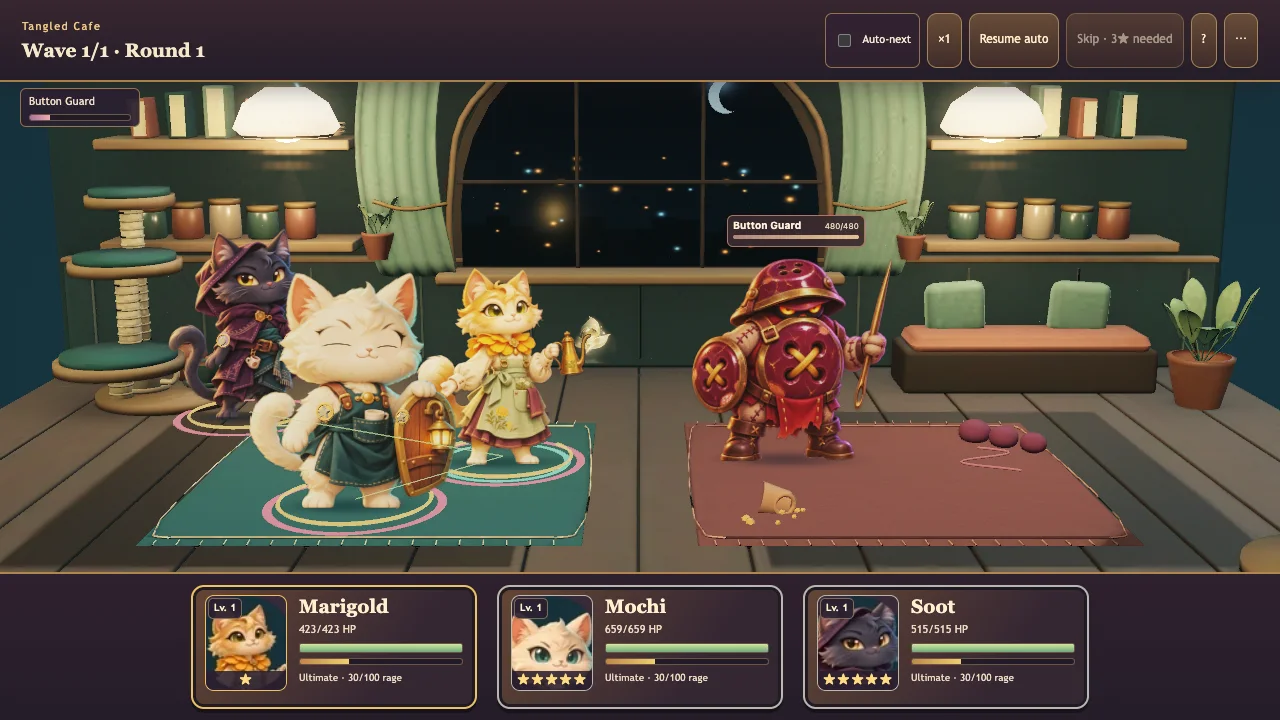 Tangled Cafe
Wave 1/1 · Round 1
Auto-next
×1
Resume auto
Skip · 3★ needed
?
...
Button Guard
Button Guard 480/480
Lv. 1
Marigold
423/423 HP
Ultimate · 30/100 rage
Lv. 1
Mochi
659/659 HP
Ultimate · 30/100 rage
Lv. 1
Soot
515/515 HP
Ultimate · 30/100 rage